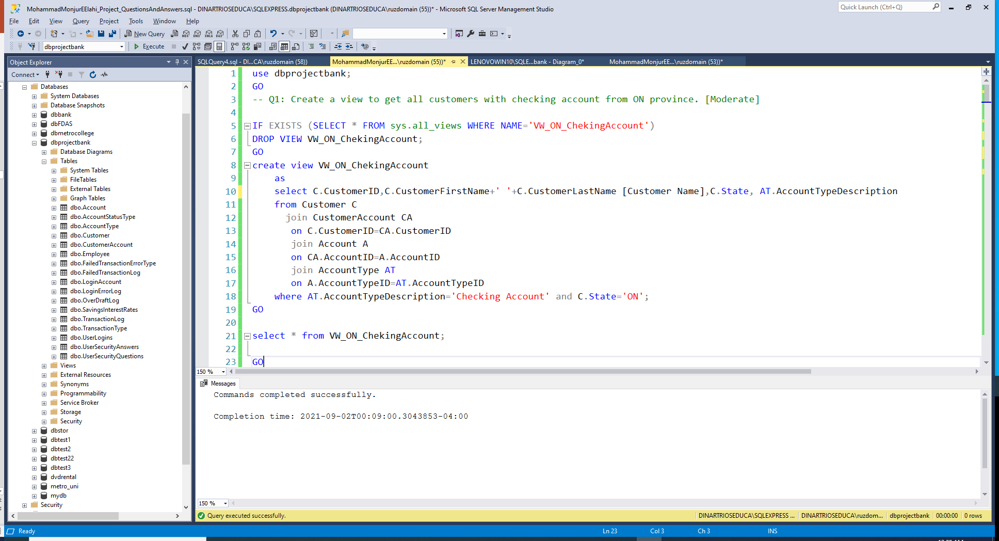 MohammadMonjurEElahi_Project_QuestionsAndAnswers.sql - DINARTRIOSEDUCA\SQLEXPRESS.dbprojectbank (DINARTRIOSEDUCA\ruzdomain (55))* - Microsoft SQL Server Management Studio
Quick Launch (Ctrl+Q)
File Edit View Query Project Tools Window Help
New Query MDX DMX XMLA DAX
dbprojectbank Execute
Object Explorer
Connect
Databases
System Databases
Database Snapshots
dbbank
dbFDAS
dbmetrocollege
dbprojectbank
Database Diagrams
Tables
System Tables
FileTables
External Tables
Graph Tables
dbo.Account
dbo.AccountStatusType
dbo.AccountType
dbo.Customer
dbo.CustomerAccount
dbo.Employee
dbo.FailedTransactionErrorType
dbo.FailedTransactionLog
dbo.LoginAccount
dbo.LoginErrorLog
dbo.OverDraftLog
dbo.SavingsInterestRates
dbo.TransactionLog
dbo.TransactionType
dbo.UserLogins
dbo.UserSecurityAnswers
dbo.UserSecurityQuestions
Views
External Resources
Synonyms
Programmability
Service Broker
Storage
Security
dbstor
dbtest1
dbtest2
dbtest22
dbtest3
dvdrental
metro_uni
mydb
Security
SQLQuery4.sql - DI...CA\ruzdomain (58)) MohammadMonjurEE...\ruzdomain (55))* LENOVOWIN10\SQLE...bank - Diagram_0* MohammadMonjurEE...\ruzdomain (53))*
1 use dbprojectbank;
2 GO
3 -- Q1: Create a view to get all customers with checking account from ON province. [Moderate]
4
5 IF EXISTS (SELECT * FROM sys.all_views WHERE NAME='VW_ON_ChekingAccount')
6 DROP VIEW VW_ON_ChekingAccount;
7 GO
8 create view VW_ON_ChekingAccount
9 as
10 select C.CustomerID,C.CustomerFirstName+' '+C.CustomerLastName [Customer Name],C.State, AT.AccountTypeDescription
11 from Customer C
12 join CustomerAccount CA
13 on C.CustomerID=CA.CustomerID
14 join Account A
15 on CA.AccountID=A.AccountID
16 join AccountType AT
17 on A.AccountTypeID=AT.AccountTypeID
18 where AT.AccountTypeDescription='Checking Account' and C.State='ON';
19 GO
20
21 select * from VW_ON_ChekingAccount;
22
23 GO
150 %
Messages
Commands completed successfully.
Completion time: 2021-09-02T00:09:00.3043853-04:00
150 %
Query executed successfully. DINARTRIOSEDUCA\SQLEXPRESS ... DINARTRIOSEDUCA\ruzdom... dbprojectbank 00:00:00 0 rows
Ready Ln 23 Col 3 Ch 3 INS